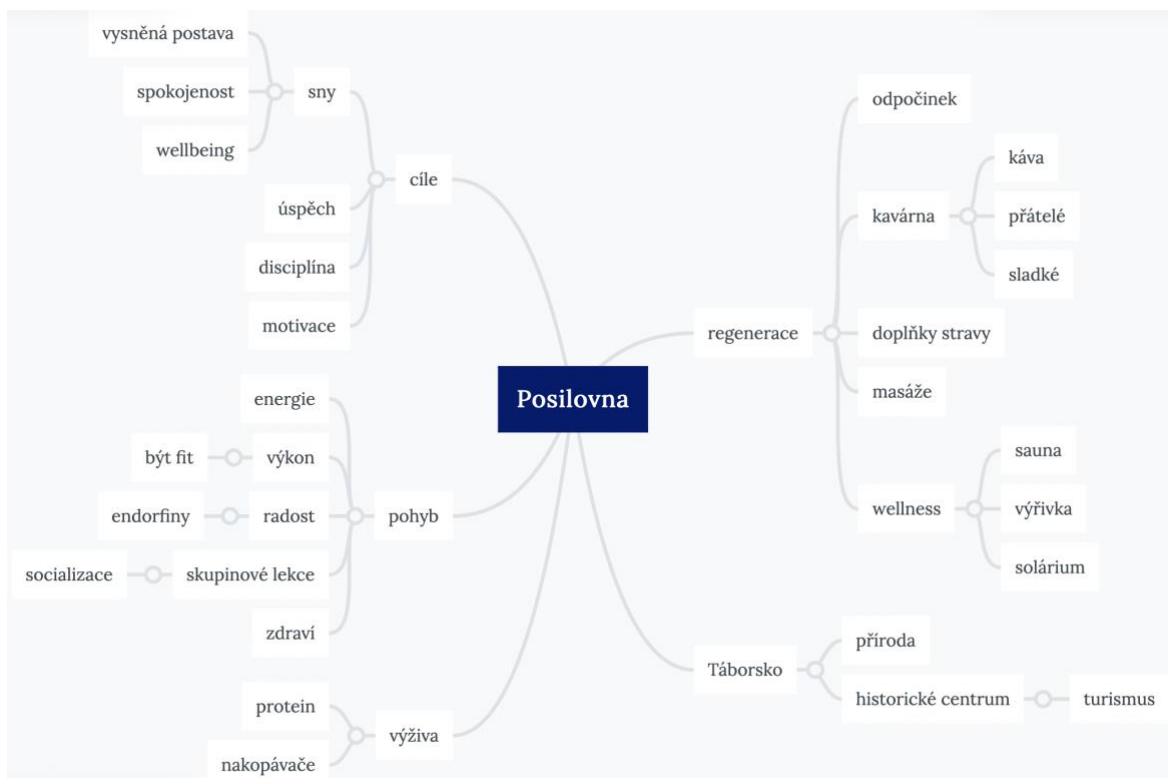 vysněná postava
spokojenost
wellbeing
sny
úspěch
disciplína
motivace
cíle
energie
být fit
výkon
endorfiny
radost
socializace
skupinové lekce
zdraví
pohyb
protein
nakopávače
výživa
Posilovna
regenerace
odpočinek
kavárna
káva
přátelé
sladké
doplňky stravy
masáže
wellness
sauna
výřivka
solárium
Táborsko
příroda
historické centrum
turismus